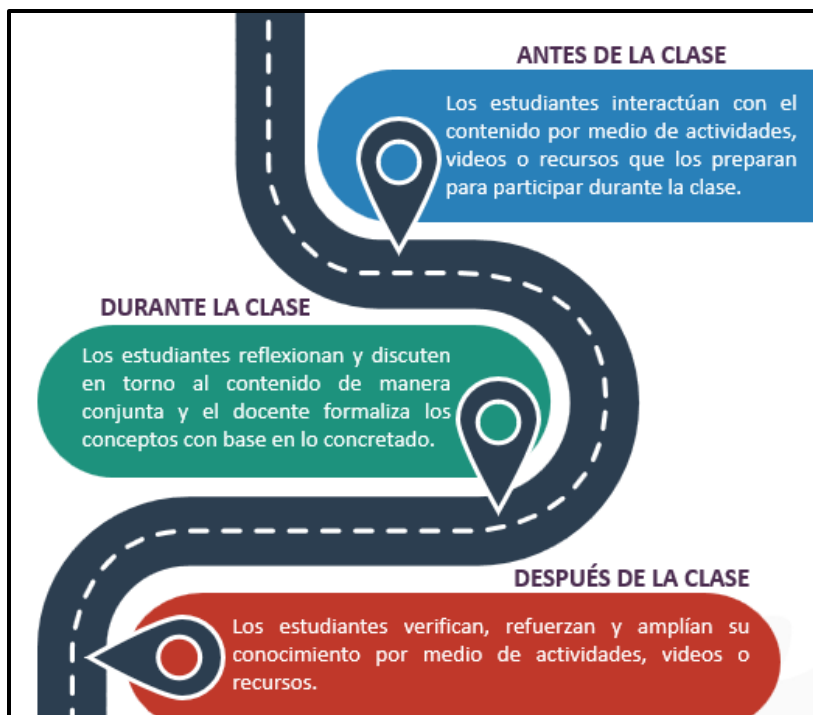 ANTES DE LA CLASE
Los estudiantes interactúan con el
contenido por medio de actividades,
videos o recursos que los preparan
para participar durante la clase.
DURANTE LA CLASE
Los estudiantes reflexionan y discuten
en torno al contenido de manera
conjunta y el docente formaliza los
conceptos con base en lo concretado.
DESPUÉS DE LA CLASE
Los estudiantes verifican, refuerzan y amplían su
conocimiento por medio de actividades, videos o
recursos.